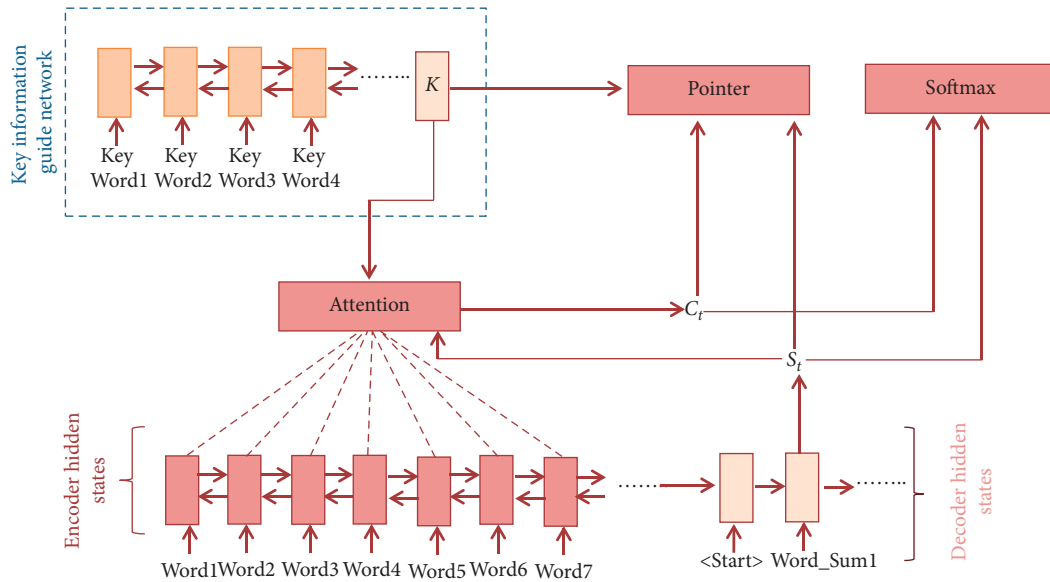 Key information
guide network
K
Key
Word1
Key
Word2
Key
Word3
Key
Word4
Pointer
Softmax
Attention
C_t
S_t
Encoder hidden
states
Word1
Word2
Word3
Word4
Word5
Word6
Word7
<Start>
Word_Sum1
Decoder hidden
states